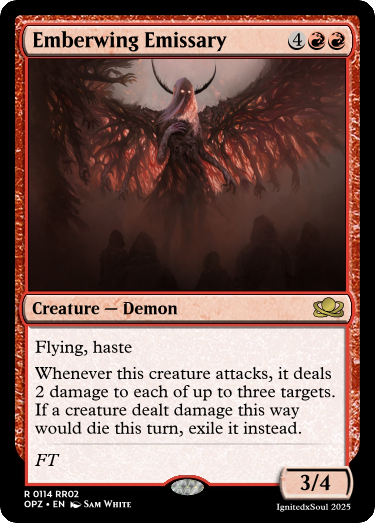 Emberwing Emissary 4
Creature — Demon
Flying, haste
Whenever this creature attacks, it deals
2 damage to each of up to three targets.
If a creature dealt damage this way
would die this turn, exile it instead.
FT
3/4
R 0114 RR02
OPZ • EN SAM WHITE
IgnitedxSoul 2025